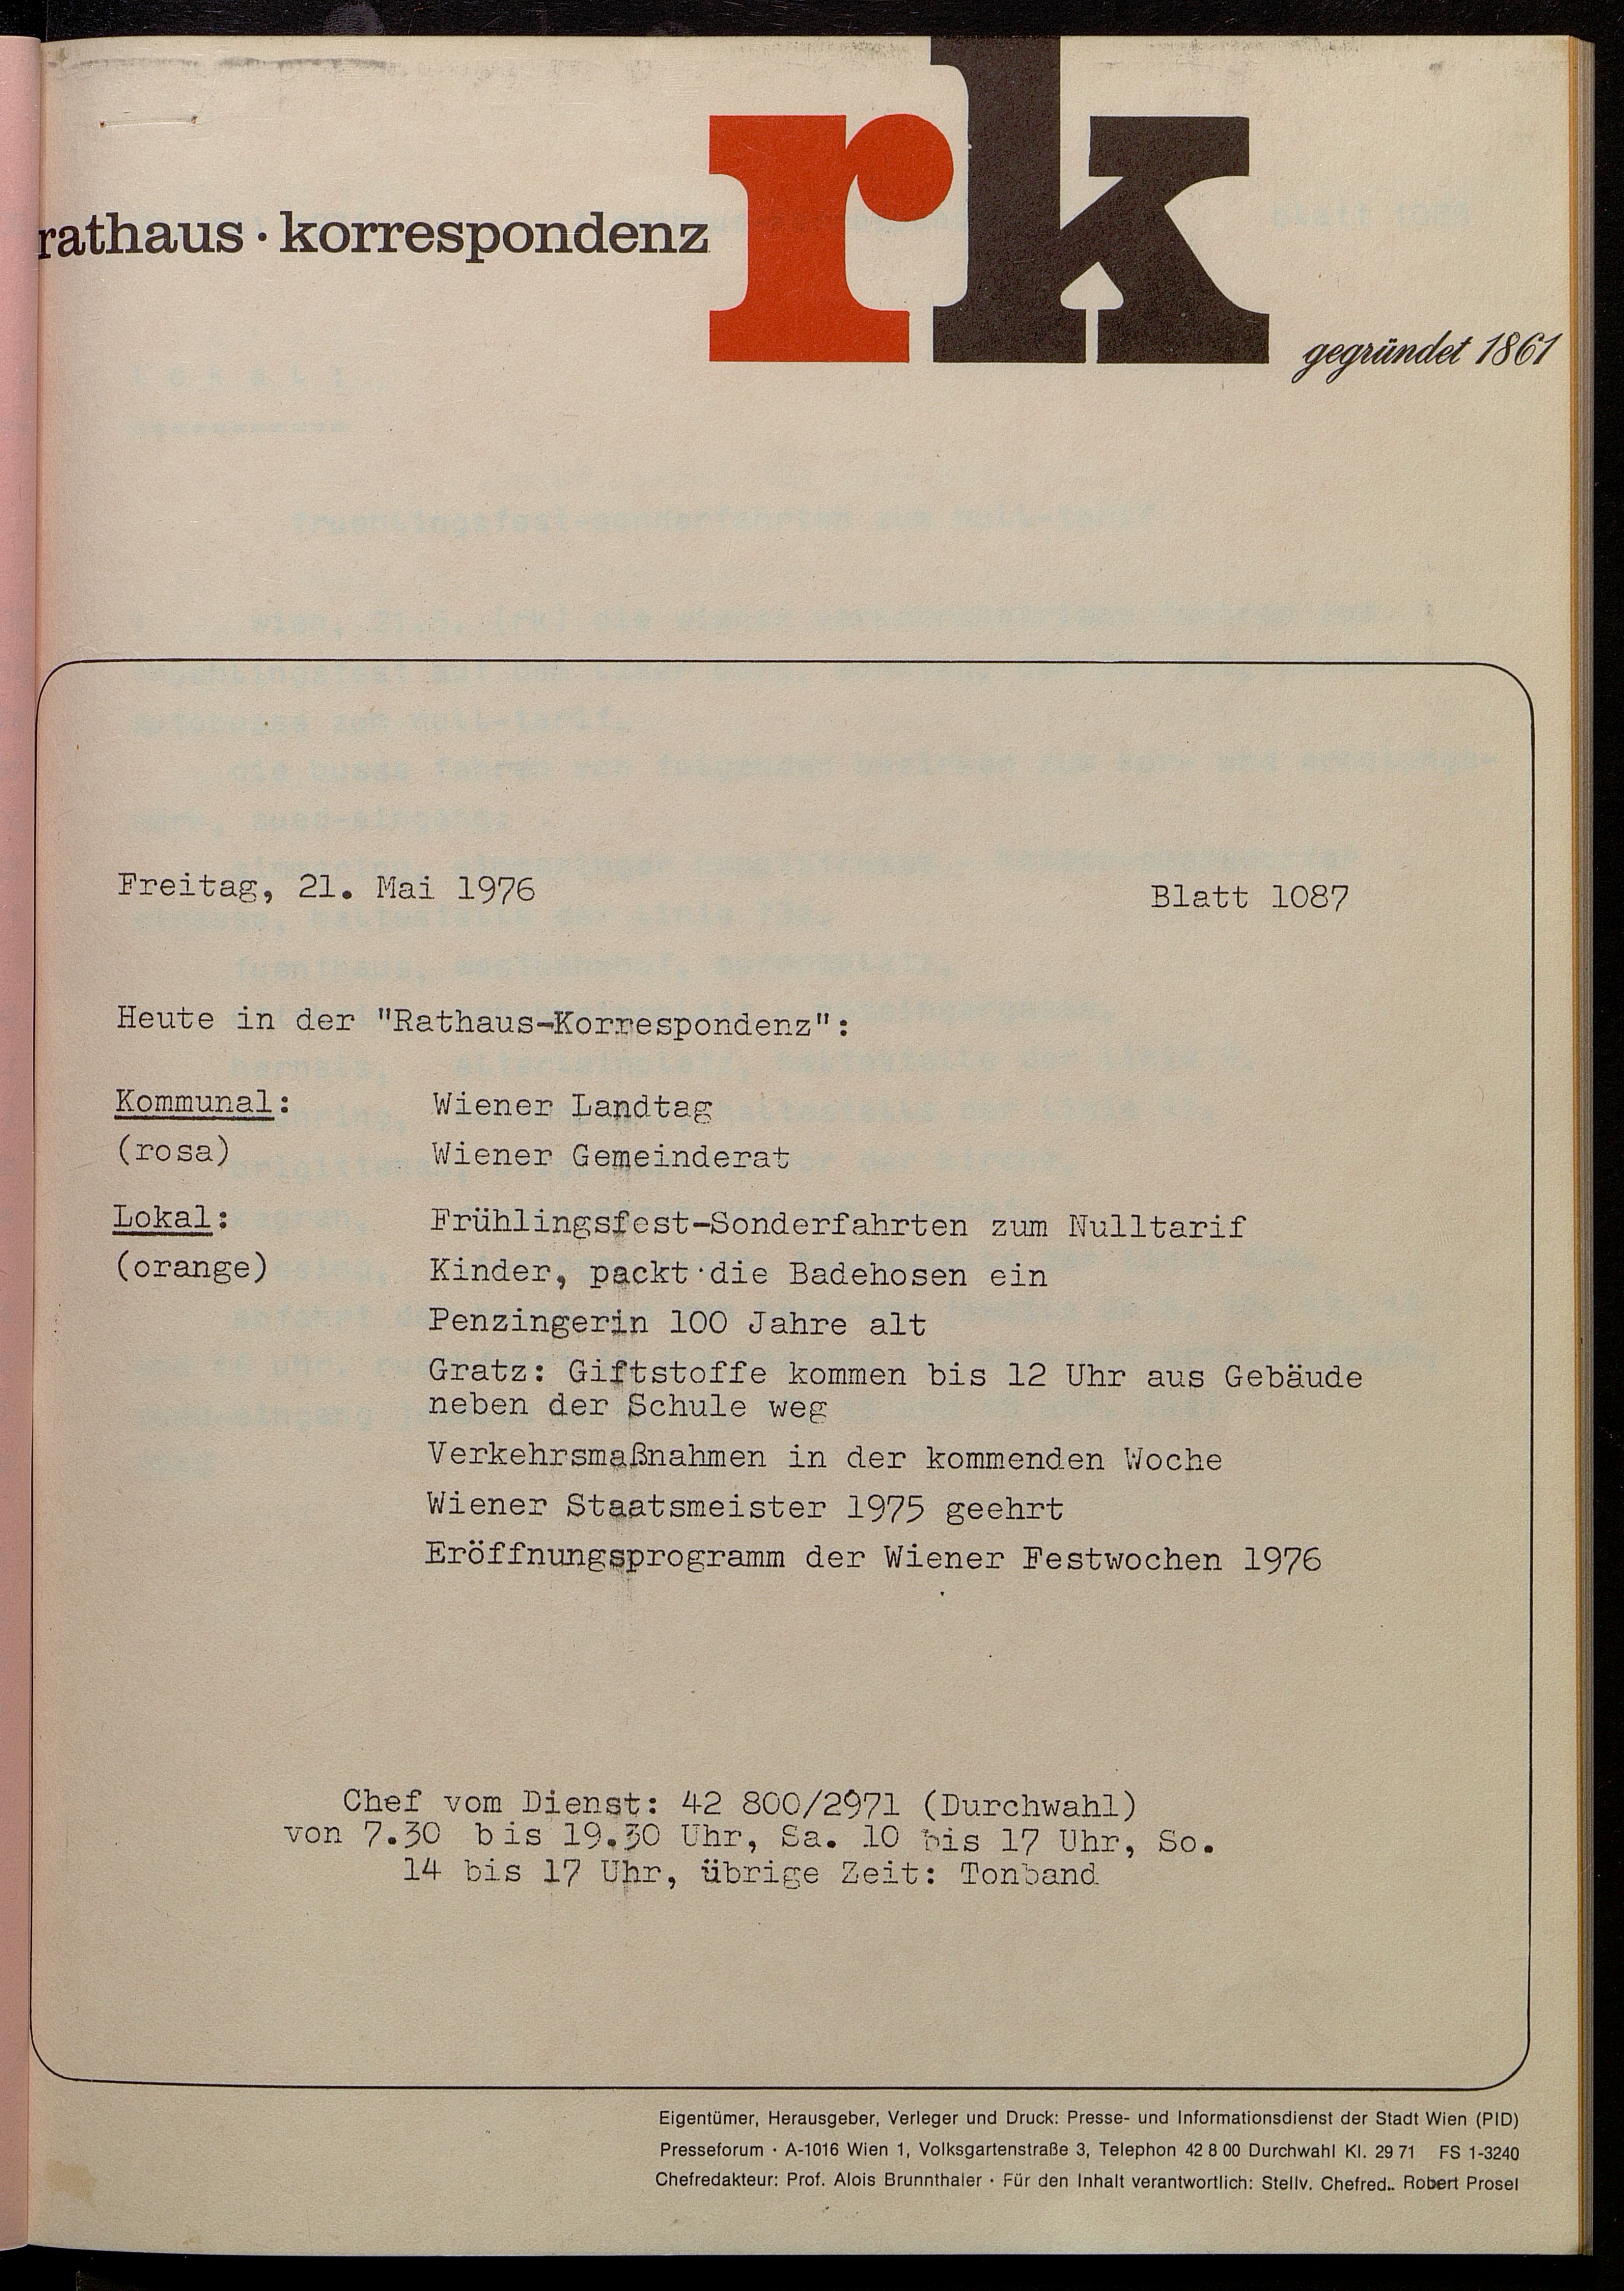 rathaus · korrespondenz
rk
gegründet 1861
Freitag, 21. Mai 1976 Blatt 1087
Heute in der "Rathaus-Korrespondenz":
Kommunal: Wiener Landtag
(rosa) Wiener Gemeinderat
Lokal: Frühlingsfest-Sonderfahrten zum Nulltarif
(orange) Kinder, packt die Badehosen ein
Penzingerin 100 Jahre alt
Gratz: Giftstoffe kommen bis 12 Uhr aus Gebäude
neben der Schule weg
Verkehrsmaßnahmen in der kommenden Woche
Wiener Staatsmeister 1975 geehrt
Eröffnungsprogramm der Wiener Festwochen 1976
Chef vom Dienst: 42 800/2971 (Durchwahl)
von 7.30 bis 19.30 Uhr, Sa. 10 bis 17 Uhr, So.
14 bis 17 Uhr, übrige Zeit: Tonband
Eigentümer, Herausgeber, Verleger und Druck: Presse- und Informationsdienst der Stadt Wien (PID)
Presseforum · A-1016 Wien 1, Volksgartenstraße 3, Telephon 42 8 00 Durchwahl Kl. 29 71 FS 1-3240
Chefredakteur: Prof. Alois Brunnthaler · Für den Inhalt verantwortlich: Stellv. Chefred.. Robert Prosel